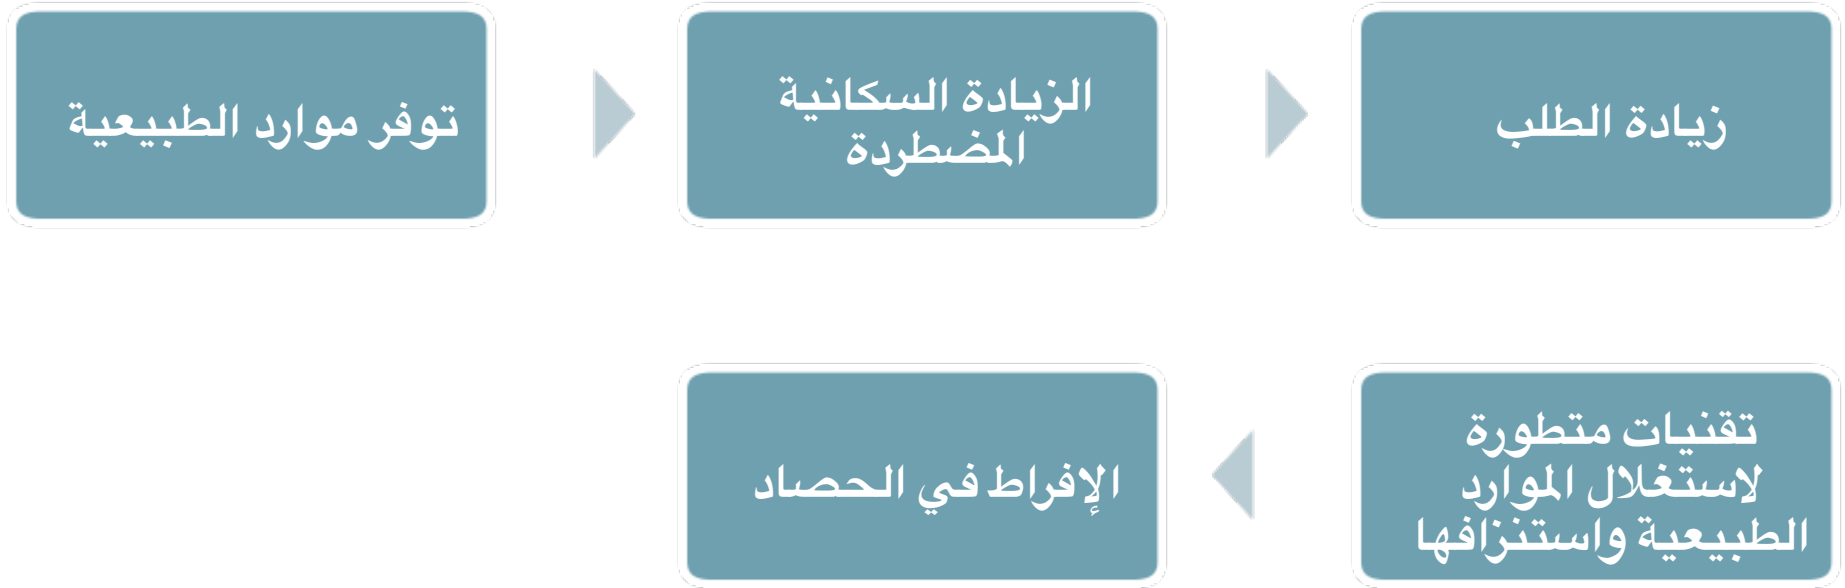 توفر موارد الطبيعية
الزيادة السكانية
المضطردة
زيادة الطلب
تقنيات متطورة
لاستغلال الموارد
الطبيعية واستنزافها
الإفراط في الحصاد